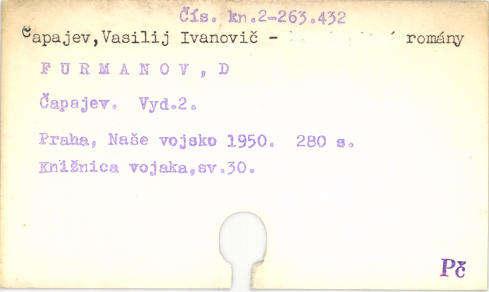 Čís. kn.2-263.432
Čapajev,Vasilij Ivanovič - romány
FURMANOV, D
Čapajev. Vyd.2.
Praha, Naše vojsko 1950. 280 s.
Knižnica vojaka,sv.30.
Pč